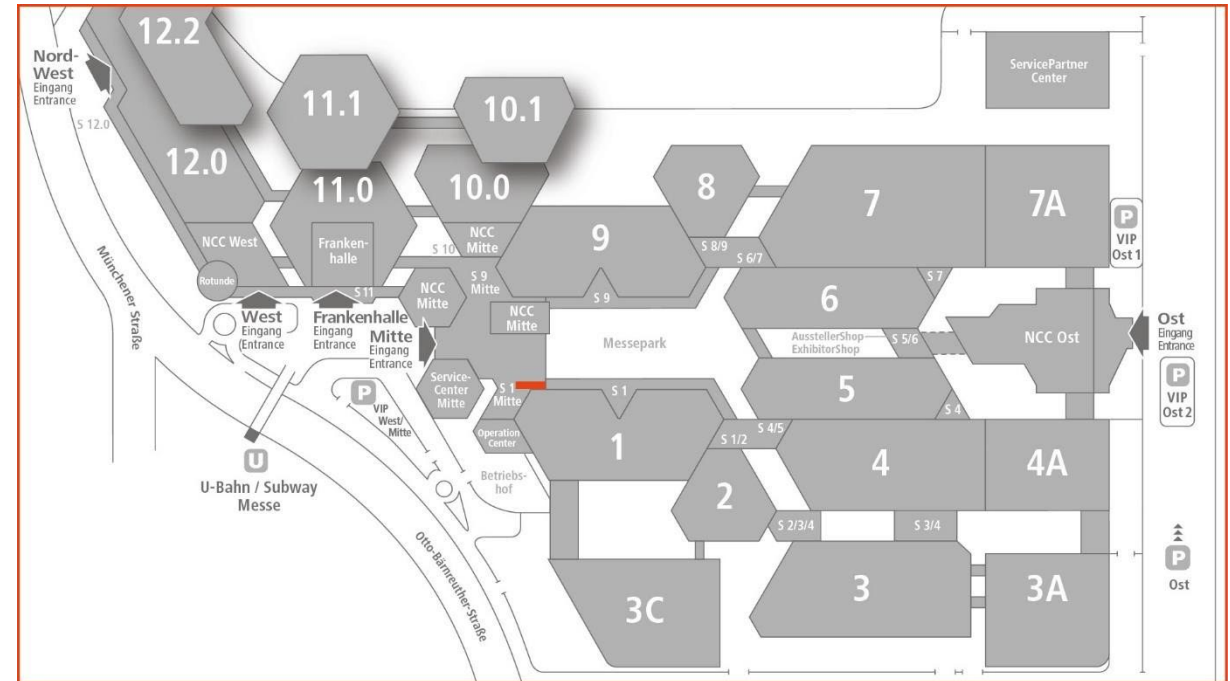 12.2
Nord-
West
Eingang
Entrance
S 12.0
11.1
10.1
ServicePartner
Center
12.0
11.0
10.0
8
7
7A
P
VIP
Ost 1
NCC West
Franken-
halle
S 10
NCC
Mitte
9
S 8/9
S 6/7
Rotunde
S 11
NCC
Mitte
S 9
Mitte
S 9
6
S 7
Münchener Straße
West
Eingang
(Entrance
Frankenhalle
Eingang
Entrance
Mitte
Eingang
Entrance
NCC
Mitte
Messepark
AusstellerShop
ExhibitorShop
S 5/6
NCC Ost
Ost
Eingang
Entrance
P
VIP
Ost 2
P
VIP
West/
Mitte
Service-
Center
Mitte
S 1
Mitte
S 1
5
S 4
Operation
Center
1
S 1/2
S 4/5
4
4A
U
U-Bahn / Subway
Messe
Betriebs-
hof
2
S 2/3/4
S 3/4
Otto-Bärnreuther-Straße
3C
3
3A
P
Ost